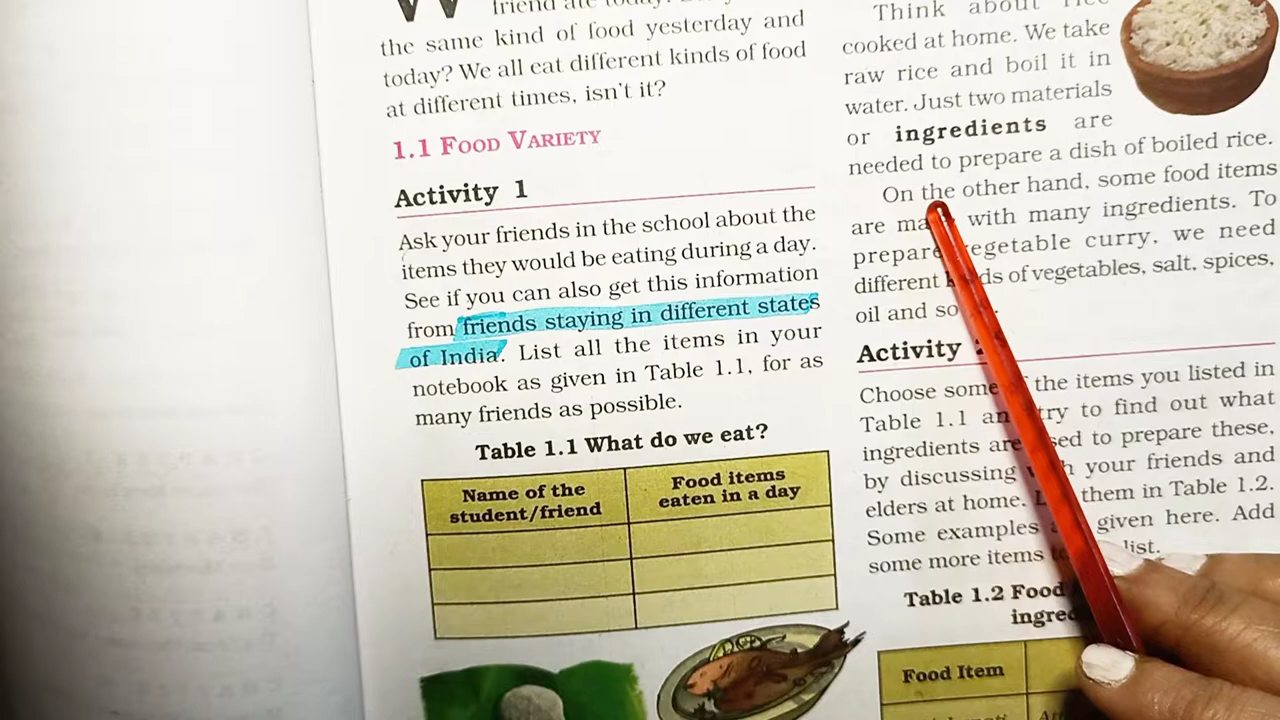 friend ate today?
the same kind of food yesterday and
today? We all eat different kinds of food
at different times, isn't it?
1.1 FOOD VARIETY
Activity 1
Ask your friends in the school about the
items they would be eating during a day.
See if you can also get this information
from friends staying in different states
of India. List all the items in your
notebook as given in Table 1.1, for as
many friends as possible.
Table 1.1 What do we eat?
Name of the
student/friend
Food items
eaten in a day
Think about rice
cooked at home. We take
raw rice and boil it in
water. Just two materials
or ingredients are
needed to prepare a dish of boiled rice.
On the other hand, some food items
are with many ingredients. To
prepare vegetable curry, we need
different of vegetables, salt, spices,
oil and so
Activity
Choose some the items you listed in
Table 1.1 try to find out what
ingredients are to prepare these,
by discussing your friends and
elders at home. them in Table 1.2.
Some examples given here. Add
some more items list.
Table 1.2 Food
Food Item